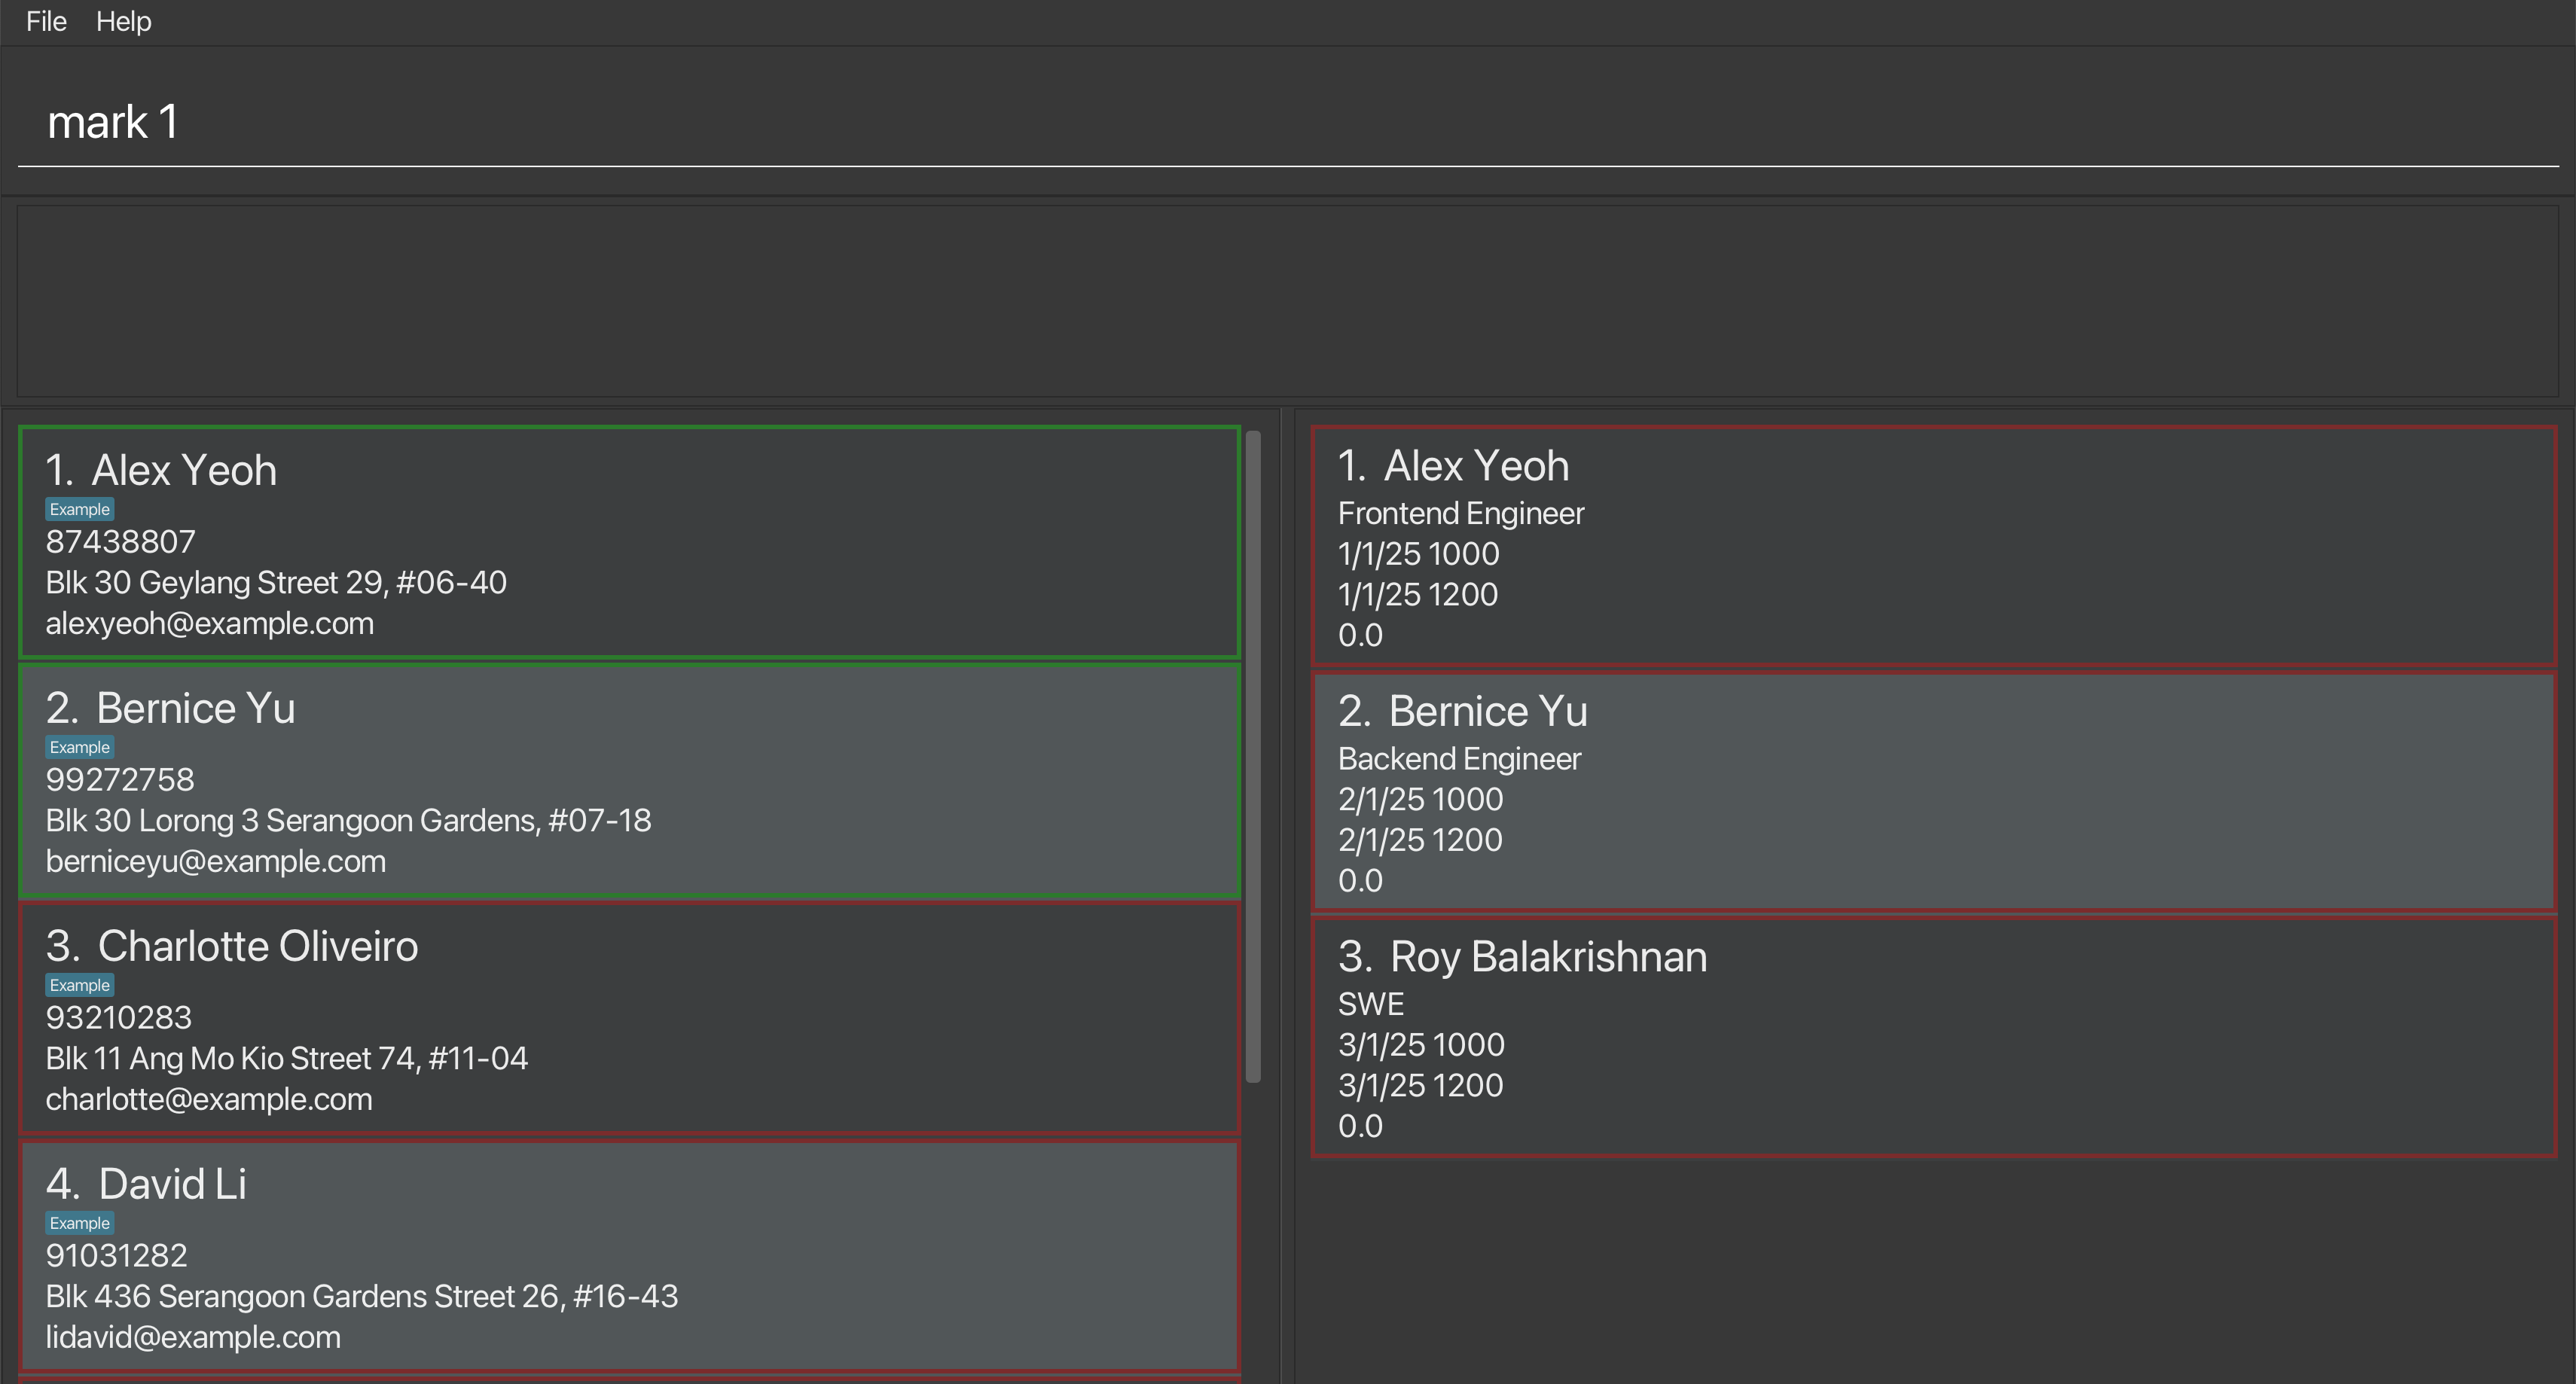 File Help
mark 1
1. Alex Yeoh
Example
87438807
Blk 30 Geylang Street 29, #06-40
alexyeoh@example.com
2. Bernice Yu
Example
99272758
Blk 30 Lorong 3 Serangoon Gardens, #07-18
berniceyu@example.com
3. Charlotte Oliveiro
Example
93210283
Blk 11 Ang Mo Kio Street 74, #11-04
charlotte@example.com
4. David Li
Example
91031282
Blk 436 Serangoon Gardens Street 26, #16-43
lidavid@example.com
1. Alex Yeoh
Frontend Engineer
1/1/25 1000
1/1/25 1200
0.0
2. Bernice Yu
Backend Engineer
2/1/25 1000
2/1/25 1200
0.0
3. Roy Balakrishnan
SWE
3/1/25 1000
3/1/25 1200
0.0